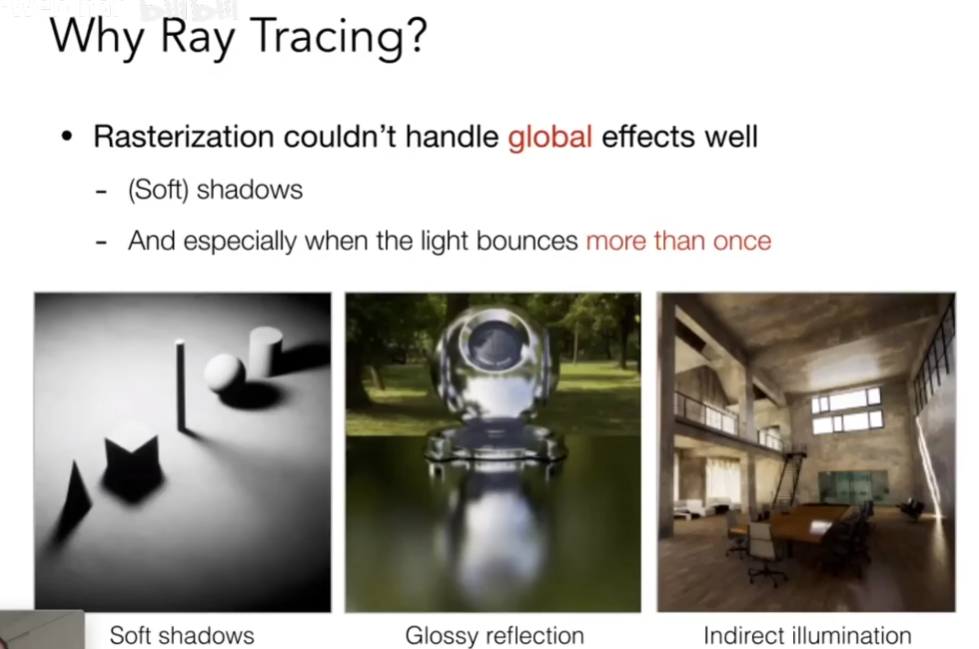 Why Ray Tracing?
• Rasterization couldn't handle global effects well
- (Soft) shadows
- And especially when the light bounces more than once
Soft shadows
Glossy reflection
Indirect illumination